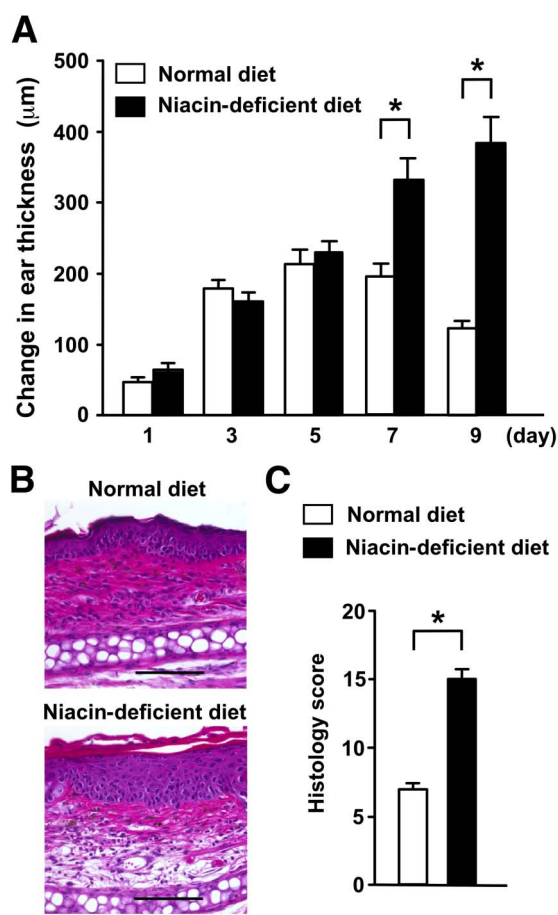 A
500
400
300
200
100
0
Change in ear thickness (μm)
Normal diet
Niacin-deficient diet
*
*
1 3 5 7 9 (day)
B
Normal diet
Niacin-deficient diet
C
Normal diet
Niacin-deficient diet
20
15
10
5
0
Histology score
*